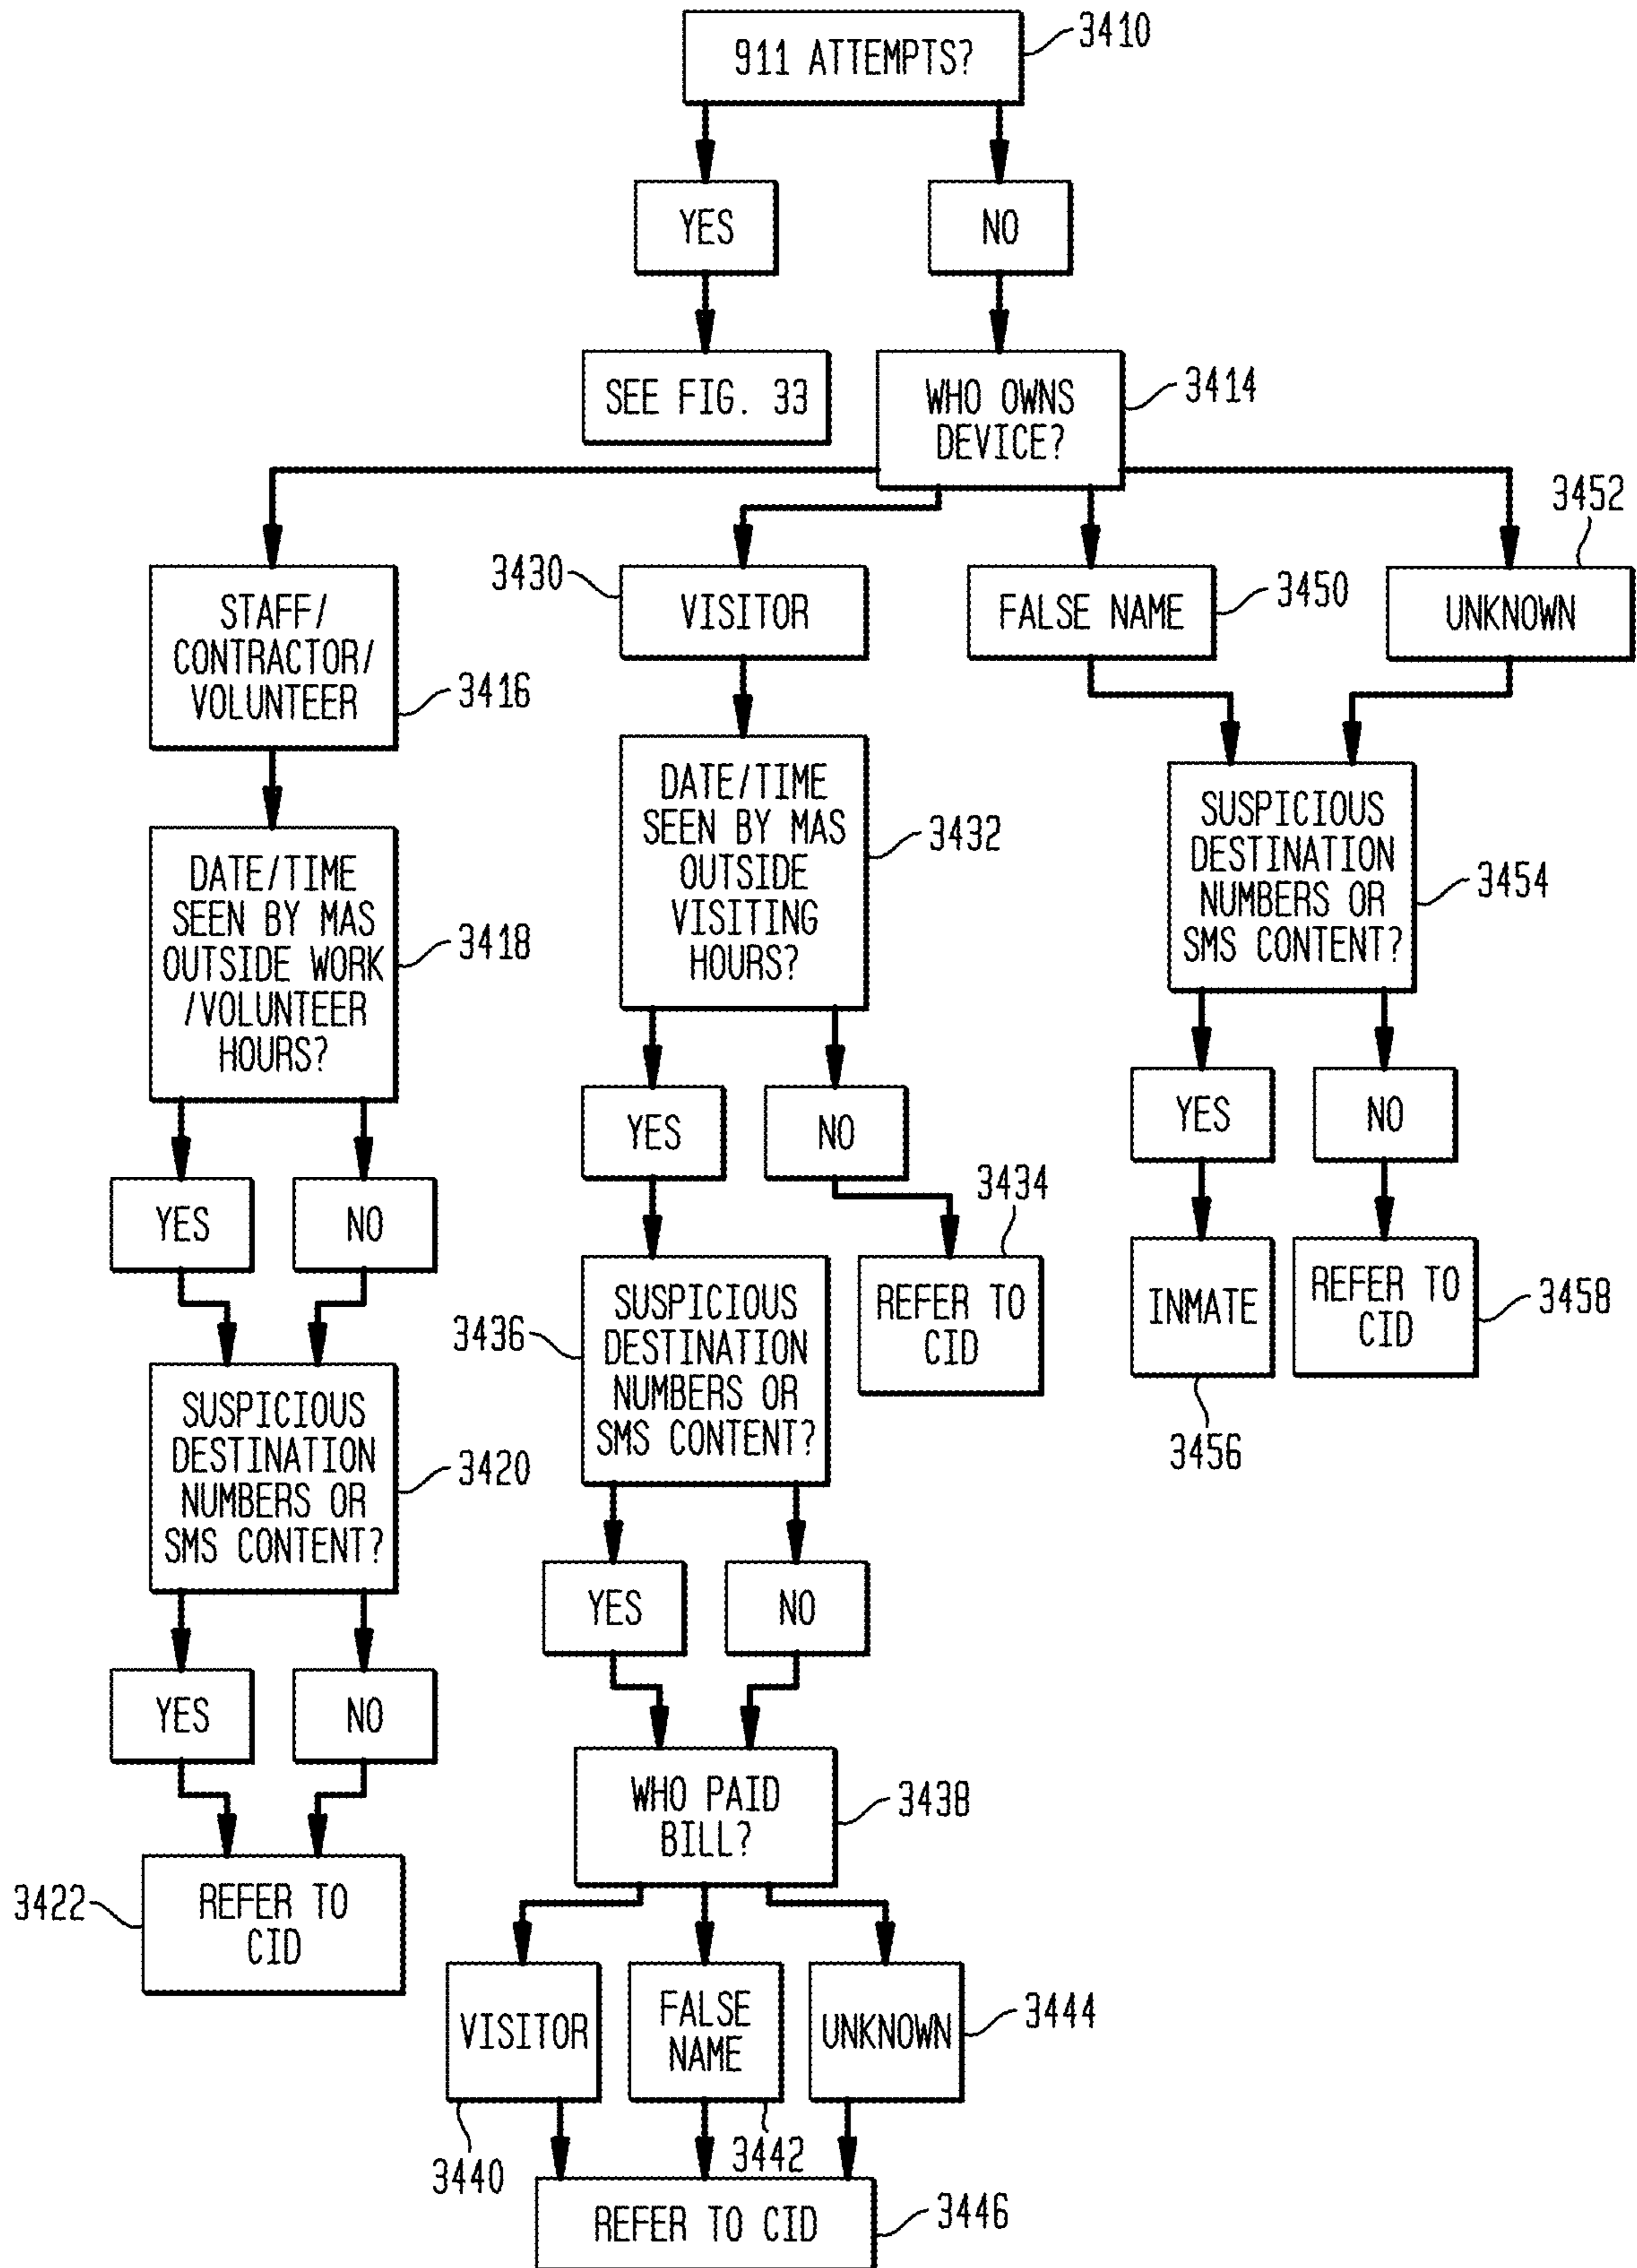 911 ATTEMPTS?
3410
YES
NO
SEE FIG. 33
WHO OWNS
DEVICE?
3414
STAFF/
CONTRACTOR/
VOLUNTEER
3416
3430
VISITOR
FALSE NAME
3450
3452
UNKNOWN
DATE/TIME
SEEN BY MAS
OUTSIDE WORK
/VOLUNTEER
HOURS?
3418
DATE/TIME
SEEN BY MAS
OUTSIDE
VISITING
HOURS?
3432
SUSPICIOUS
DESTINATION
NUMBERS OR
SMS CONTENT?
3454
YES
NO
YES
NO
YES
NO
3434
REFER TO
CID
INMATE
3456
REFER TO
CID
3458
SUSPICIOUS
DESTINATION
NUMBERS OR
SMS CONTENT?
3420
3436
SUSPICIOUS
DESTINATION
NUMBERS OR
SMS CONTENT?
YES
NO
YES
NO
3422
REFER TO
CID
WHO PAID
BILL?
3438
VISITOR
3440
FALSE
NAME
3442
UNKNOWN
3444
REFER TO CID
3446